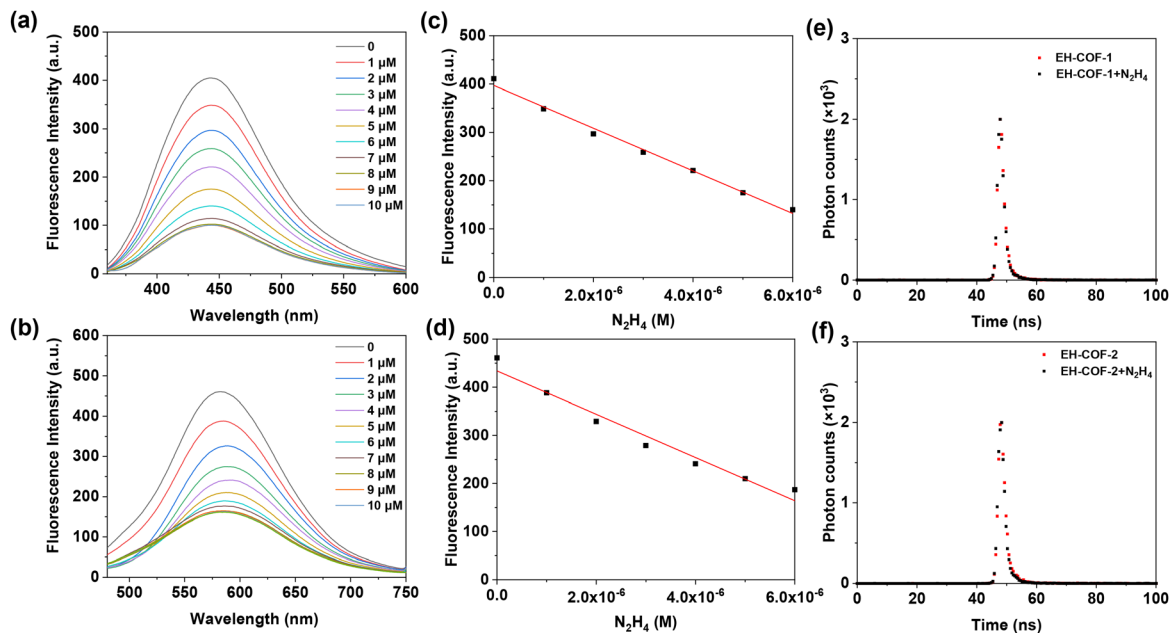 (a)
Fluorescence Intensity (a.u.)
500
400
300
200
100
0
400
450
500
550
600
Wavelength (nm)
0
1 μM
2 μM
3 μM
4 μM
5 μM
6 μM
7 μM
8 μM
9 μM
10 μM
(c)
Fluorescence Intensity (a.u.)
500
400
300
200
100
0
0.0
2.0x10⁻⁶
4.0x10⁻⁶
6.0x10⁻⁶
N₂H₄ (M)
(e)
Photon counts (×10³)
3
2
1
0
0
20
40
60
80
100
Time (ns)
EH-COF-1
EH-COF-1+N₂H₄
(b)
Fluorescence Intensity (a.u.)
600
500
400
300
200
100
0
500
550
600
650
700
750
Wavelength (nm)
0
1 μM
2 μM
3 μM
4 μM
5 μM
6 μM
7 μM
8 μM
9 μM
10 μM
(d)
Fluorescence Intensity (a.u.)
500
400
300
200
100
0
0.0
2.0x10⁻⁶
4.0x10⁻⁶
6.0x10⁻⁶
N₂H₄ (M)
(f)
Photon counts (×10³)
3
2
1
0
0
20
40
60
80
100
Time (ns)
EH-COF-2
EH-COF-2+N₂H₄